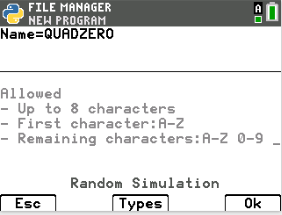 FILE MANAGER
NEW PROGRAM
A
Name=QUADZERO
Allowed
- Up to 8 characters
- First character:A-Z
- Remaining characters:A-Z 0-9 _
Random Simulation
Esc Types Ok